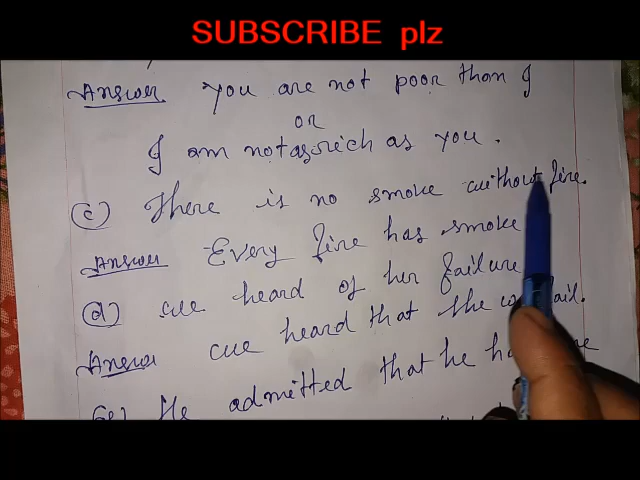 SUBSCRIBE plz
Answer You are not poor than I
or
I am not as rich as you.
(c) There is no smoke without fire.
Answer Every fire has smoke
(d) we heard of her failure
Answer we heard that she fail.
(e) He admitted that he